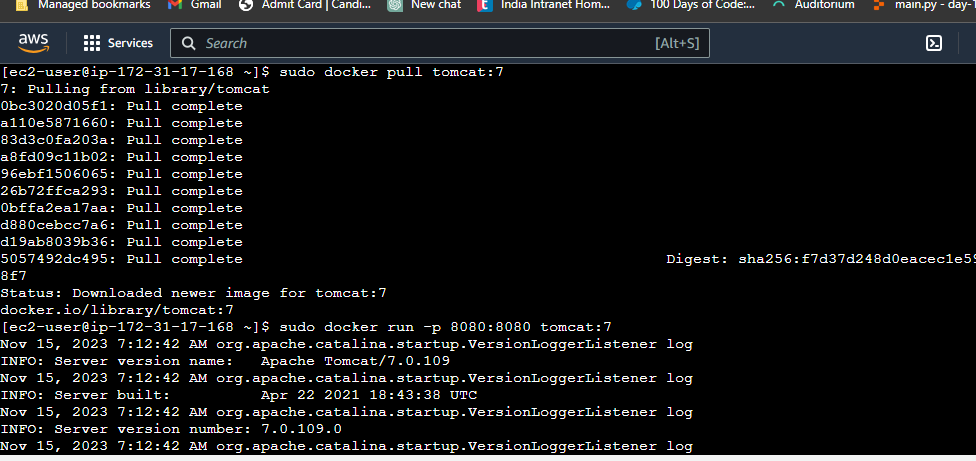 Managed bookmarks Gmail Admit Card | Candi... New chat India Intranet Hom... 100 Days of Code:... Auditorium main.py - day-1
aws Services Search [Alt+S]
[ec2-user@ip-172-31-17-168 ~]$ sudo docker pull tomcat:7
7: Pulling from library/tomcat
0bc3020d05f1: Pull complete
a110e5871660: Pull complete
83d3c0fa203a: Pull complete
a8fd09c11b02: Pull complete
96ebf1506065: Pull complete
26b72ffca293: Pull complete
0bffa2ea17aa: Pull complete
d880cebcc7a6: Pull complete
d19ab8039b36: Pull complete
5057492dc495: Pull complete Digest: sha256:f7d37d248d0eacec1e59
8f7
Status: Downloaded newer image for tomcat:7
docker.io/library/tomcat:7
[ec2-user@ip-172-31-17-168 ~]$ sudo docker run -p 8080:8080 tomcat:7
Nov 15, 2023 7:12:42 AM org.apache.catalina.startup.VersionLoggerListener log
INFO: Server version name: Apache Tomcat/7.0.109
Nov 15, 2023 7:12:42 AM org.apache.catalina.startup.VersionLoggerListener log
INFO: Server built: Apr 22 2021 18:43:38 UTC
Nov 15, 2023 7:12:42 AM org.apache.catalina.startup.VersionLoggerListener log
INFO: Server version number: 7.0.109.0
Nov 15, 2023 7:12:42 AM org.apache.catalina.startup.VersionLoggerListener log